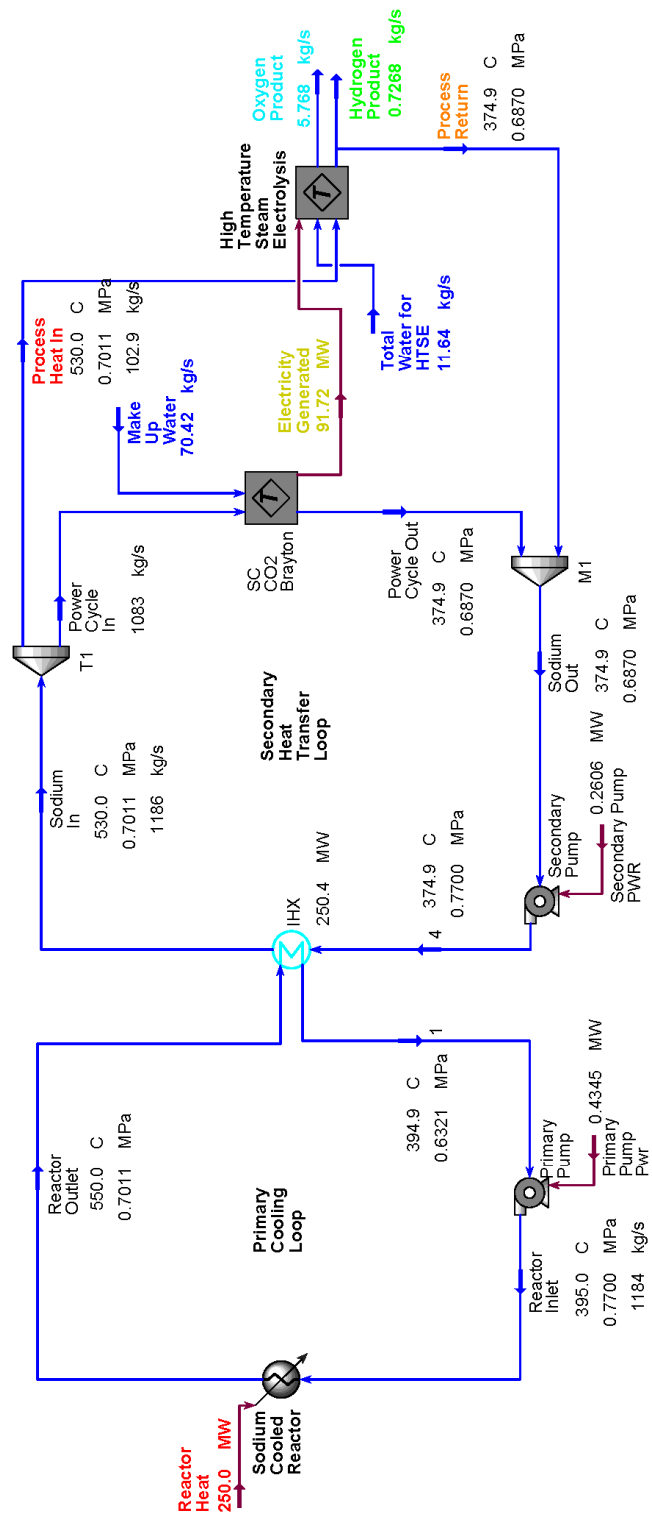 Reactor
Heat
250.0 MW
Sodium
Cooled
Reactor
Reactor
Outlet
550.0 C
0.7011 MPa
Primary
Cooling
Loop
Reactor
Inlet
395.0 C
0.7700 MPa
1184 kg/s
Primary
Pump
Primary
Pump
Pwr
0.4345 MW
394.9 C
0.6321 MPa
1
IHX
250.4 MW
4
374.9 C
0.7700 MPa
Secondary
Pump
Secondary Pump
PWR
0.2606 MW
Sodium
In
530.0 C
0.7011 MPa
1186 kg/s
Secondary
Heat
Transfer
Loop
Sodium
Out
374.9 C
0.6870 MPa
T1
M1
Power
Cycle
In
1083 kg/s
SC
CO2
Brayton
Power
Cycle Out
374.9 C
0.6870 MPa
Process
Heat In
530.0 C
0.7011 MPa
102.9 kg/s
Make
Up
Water
70.42 kg/s
Electricity
Generated
91.72 MW
Total
Water for
HTSE
11.64 kg/s
High
Temperature
Steam
Electrolysis
T
T
Oxygen
Product
5.768 kg/s
Hydrogen
Product
0.7268 kg/s
Process
Return
374.9 C
0.6870 MPa